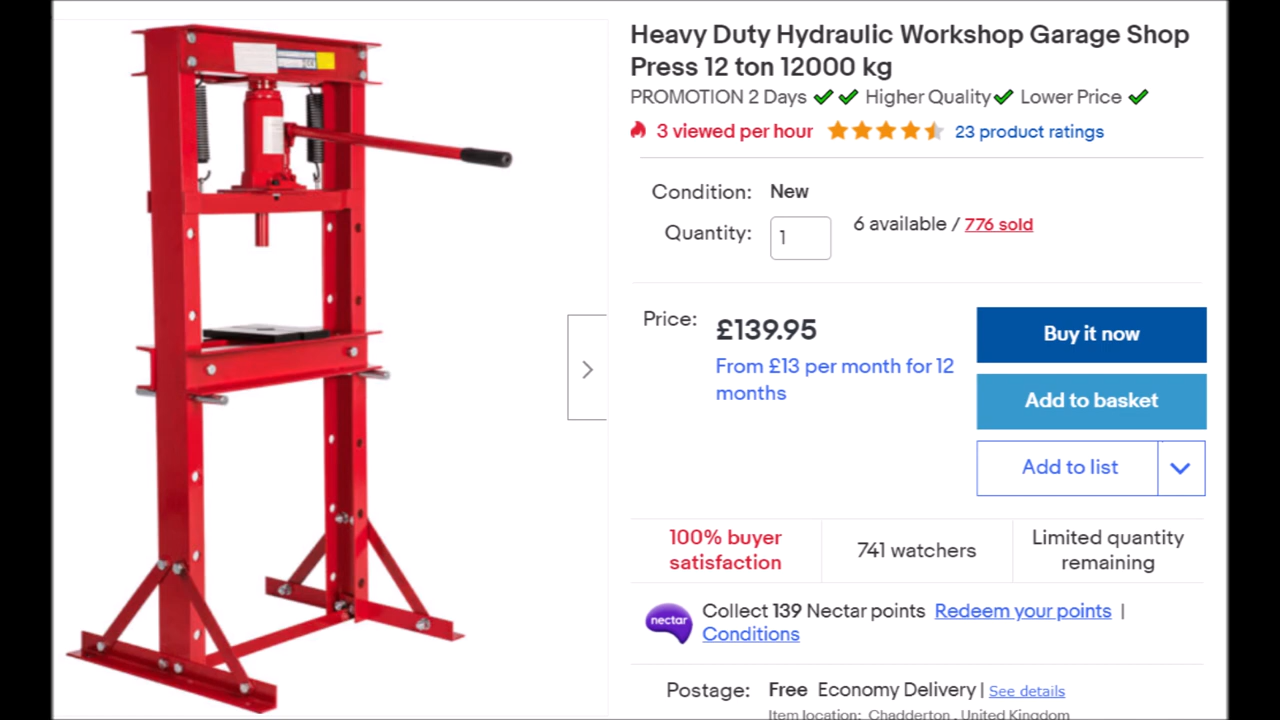 Heavy Duty Hydraulic Workshop Garage Shop
Press 12 ton 12000 kg
PROMOTION 2 Days ✔ ✔ Higher Quality✔ Lower Price ✔
3 viewed per hour 23 product ratings
Condition: New
Quantity: 1 6 available / 776 sold
Price: £139.95
From £13 per month for 12
months
Buy it now
Add to basket
Add to list
100% buyer
satisfaction
741 watchers
Limited quantity
remaining
nectar
Collect 139 Nectar points Redeem your points |
Conditions
Postage: Free Economy Delivery | See details
Item location: Chadderton , United Kingdom